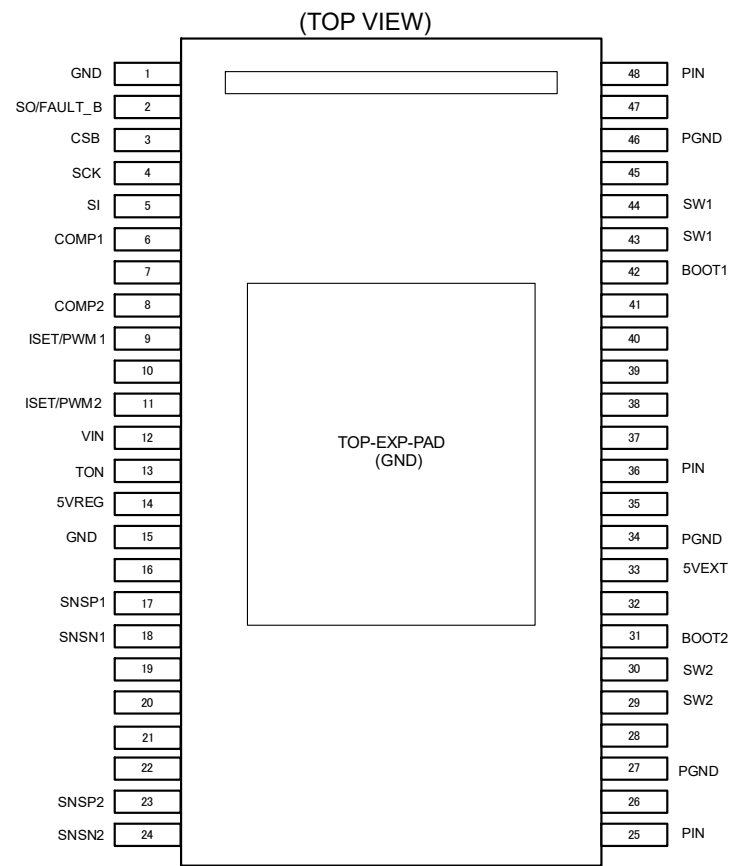 (TOP VIEW)
GND 1 48 PIN
SO/FAULT_B 2 47
CSB 3 46 PGND
SCK 4 45
SI 5 44 SW1
COMP1 6 43 SW1
7 42 BOOT1
COMP2 8 41
ISET/PWM1 9 40
10 39
ISET/PWM2 11 38
VIN 12 37
TON 13 36 PIN
5VREG 14 35
GND 15 34 PGND
16 33 5VEXT
SNSP1 17 32
SNSN1 18 31 BOOT2
19 30 SW2
20 29 SW2
21 28
22 27 PGND
SNSP2 23 26
SNSN2 24 25 PIN
TOP-EXP-PAD
(GND)